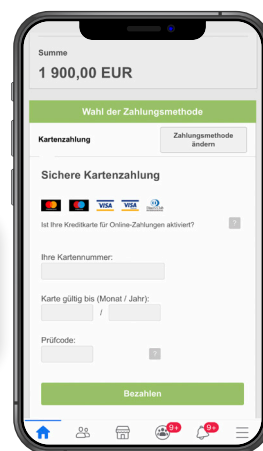 Summe
1 900,00 EUR
Wahl der Zahlungsmethode
Kartenzahlung
Zahlungsmethode
ändern
Sichere Kartenzahlung
VISA VISA
Ist Ihre Kreditkarte für Online-Zahlungen aktiviert? ?
Ihre Kartennummer:
Karte gültig bis (Monat / Jahr):
/
Prüfcode:
?
Bezahlen
9+ 9+